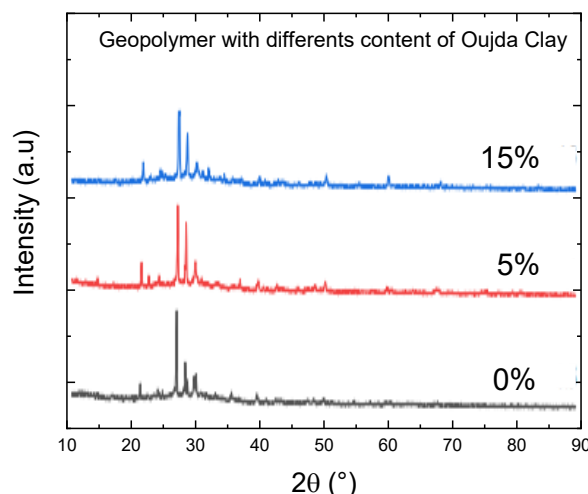 Geopolymer with differents content of Oujda Clay
15%
5%
0%
Intensity (a.u)
10 20 30 40 50 60 70 80 90
2θ (°)